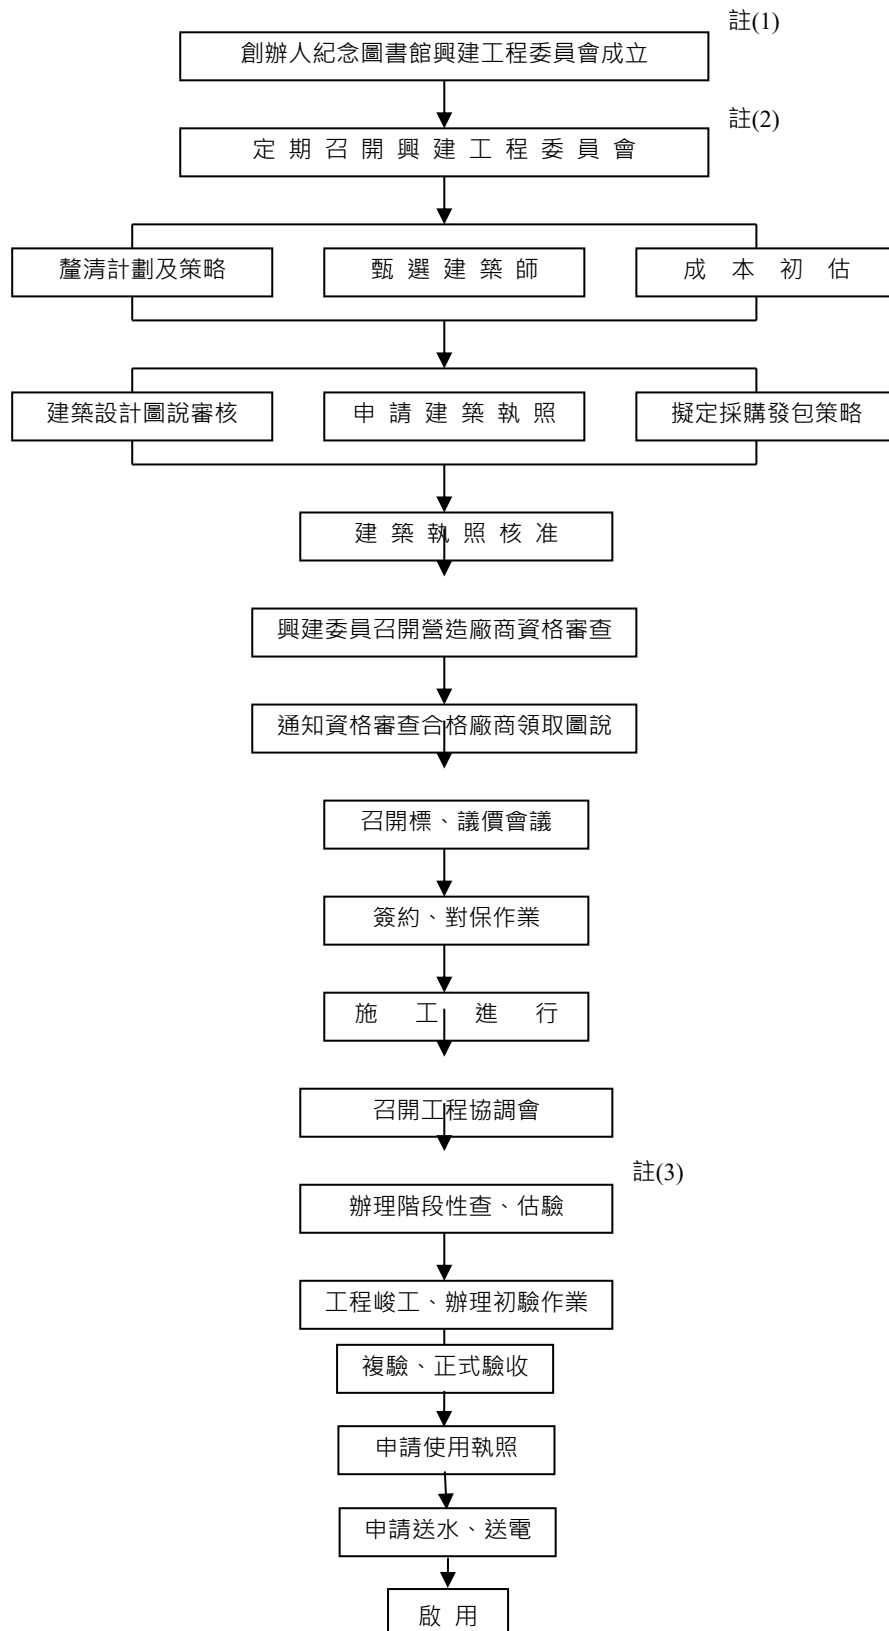 註(1)
創辦人紀念圖書館興建工程委員會成立
註(2)
定期召開興建工程委員會
釐清計劃及策略
甄選建築師
成本初估
建築設計圖說審核
申請建築執照
擬定採購發包策略
建築執照核准
興建委員召開營造廠商資格審查
通知資格審查合格廠商領取圖說
召開標、議價會議
簽約、對保作業
施工進行
召開工程協調會
註(3)
辦理階段性查、估驗
工程峻工、辦理初驗作業
複驗、正式驗收
申請使用執照
申請送水、送電
啟用